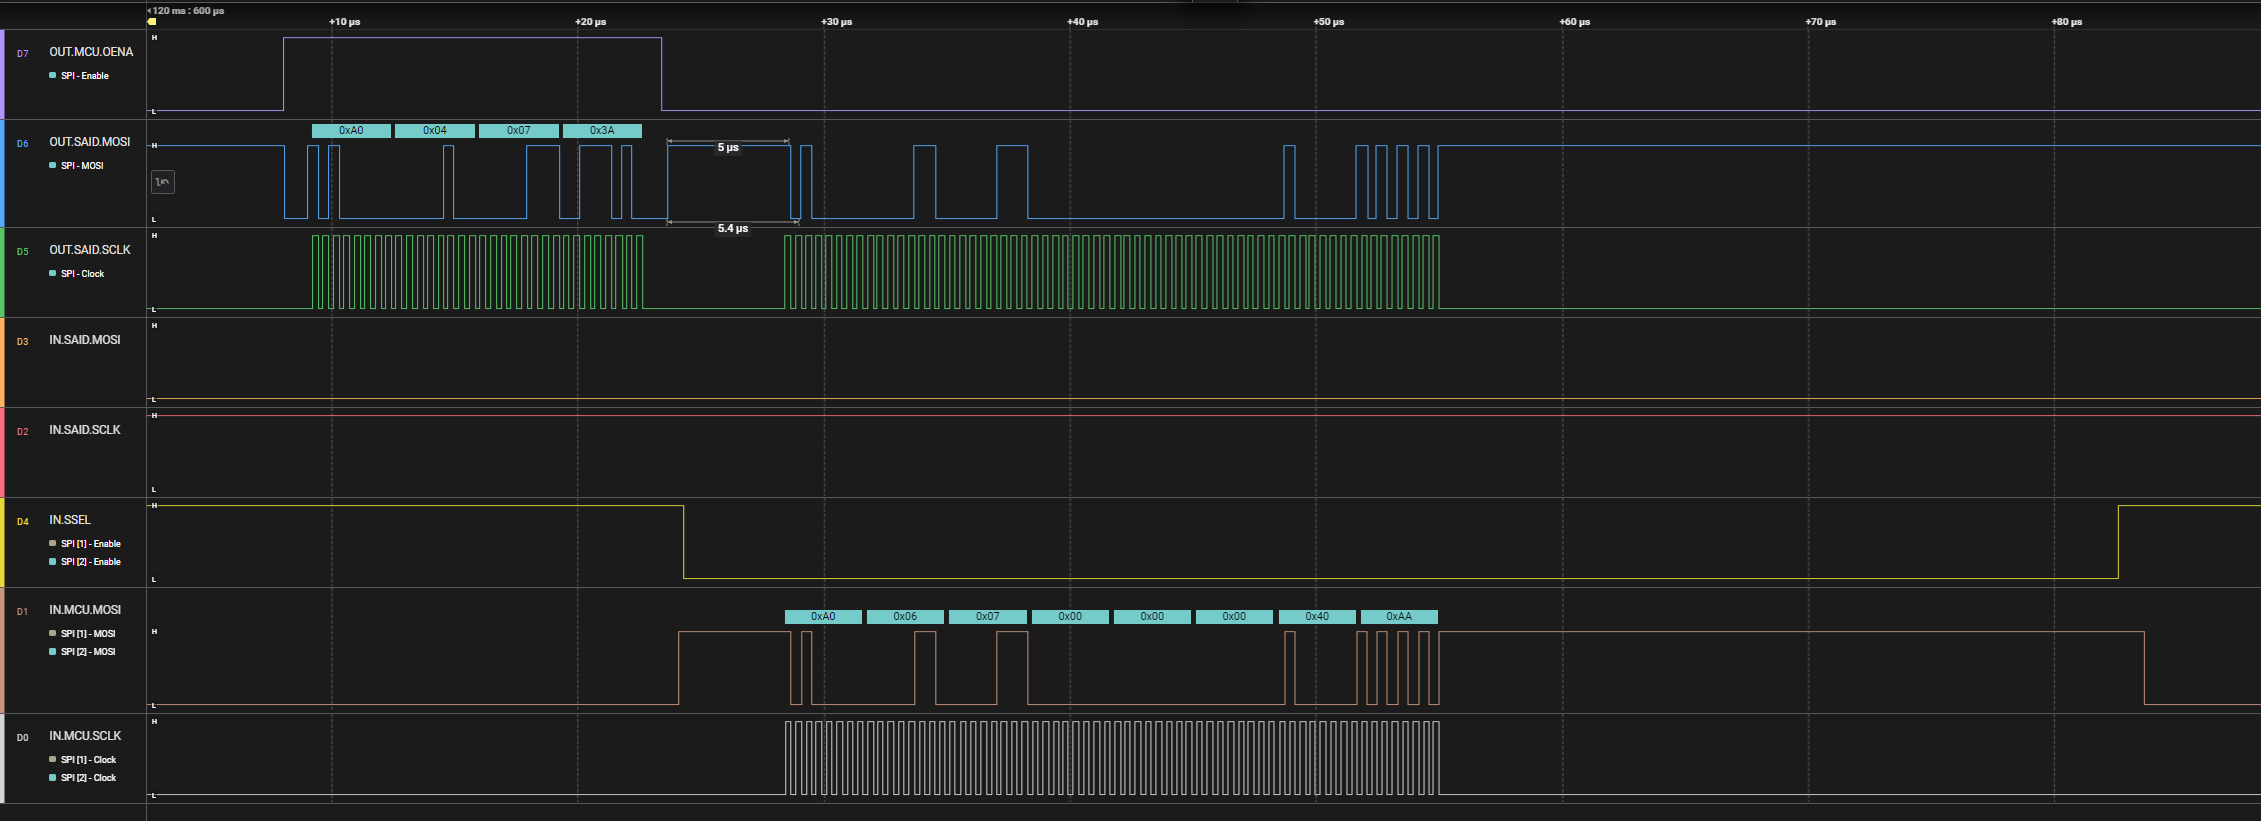 120 ms : 600 µs
+10 µs +20 µs +30 µs +40 µs +50 µs +60 µs +70 µs +80 µs
D7 OUT.MCU.OENA H
SPI - Enable
L
0xA0 0x04 0x07 0x3A
D6 OUT.SAID.MOSI H 5 µs
SPI - MOSI
L
5.4 µs
H
D5 OUT.SAID.SCLK
SPI - Clock
L
H
D3 IN.SAID.MOSI
L
H
D2 IN.SAID.SCLK
L
H
D4 IN.SSEL
SPI [1] - Enable
SPI [2] - Enable
L
D1 IN.MCU.MOSI 0xA0 0x06 0x07 0x00 0x00 0x00 0x40 0xAA
SPI [1] - MOSI H
SPI [2] - MOSI
L
H
D0 IN.MCU.SCLK
SPI [1] - Clock
SPI [2] - Clock
L